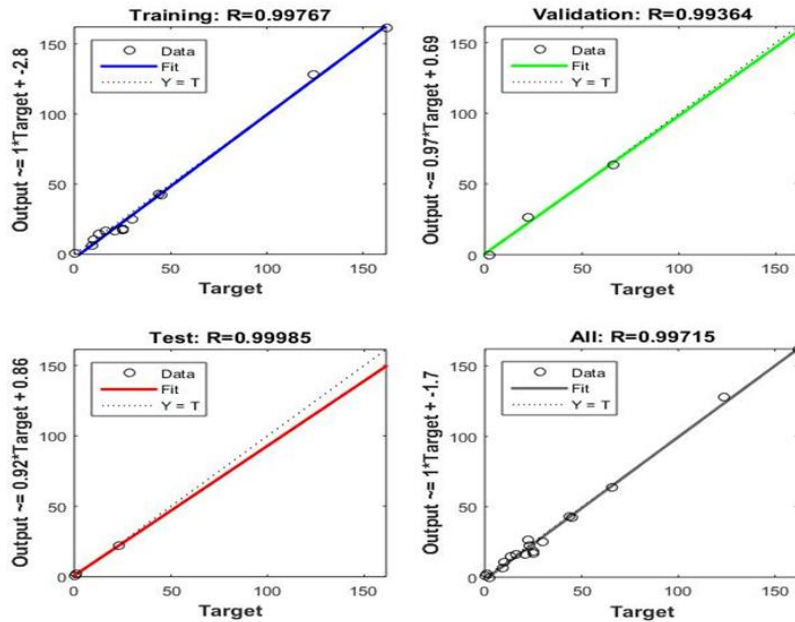 Training: R=0.99767
Output ~= 1*Target + -2.8
150
100
50
0
Data
Fit
Y = T
0 50 100 150
Target
Validation: R=0.99364
Output ~= 0.97*Target + 0.69
150
100
50
0
Data
Fit
Y = T
0 50 100 150
Target
Test: R=0.99985
Output ~= 0.92*Target + 0.86
150
100
50
0
Data
Fit
Y = T
0 50 100 150
Target
All: R=0.99715
Output ~= 1*Target + -1.7
150
100
50
0
Data
Fit
Y = T
0 50 100 150
Target